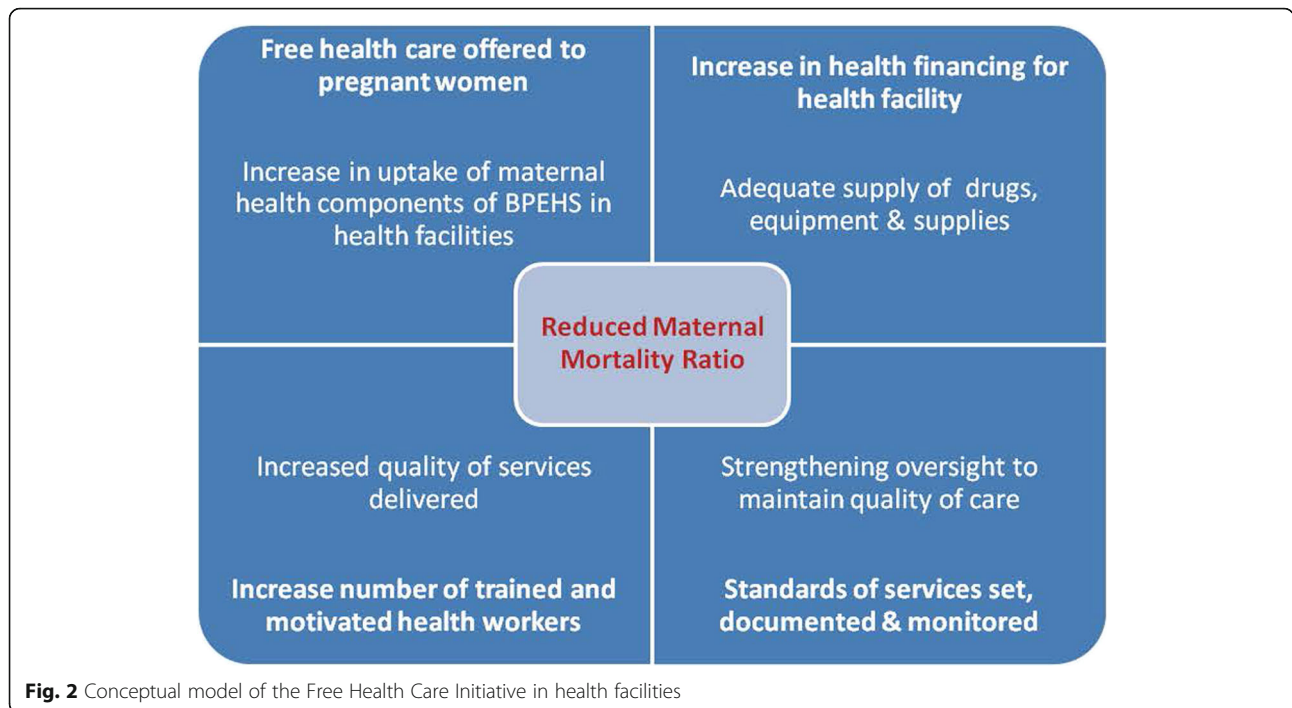 Free health care offered to
pregnant women
Increase in uptake of maternal
health components of BPEHS in
health facilities
Increase in health financing for
health facility
Adequate supply of drugs,
equipment & supplies
Reduced Maternal
Mortality Ratio
Increased quality of services
delivered
Increase number of trained and
motivated health workers
Strengthening oversight to
maintain quality of care
Standards of services set,
documented & monitored
Fig. 2 Conceptual model of the Free Health Care Initiative in health facilities